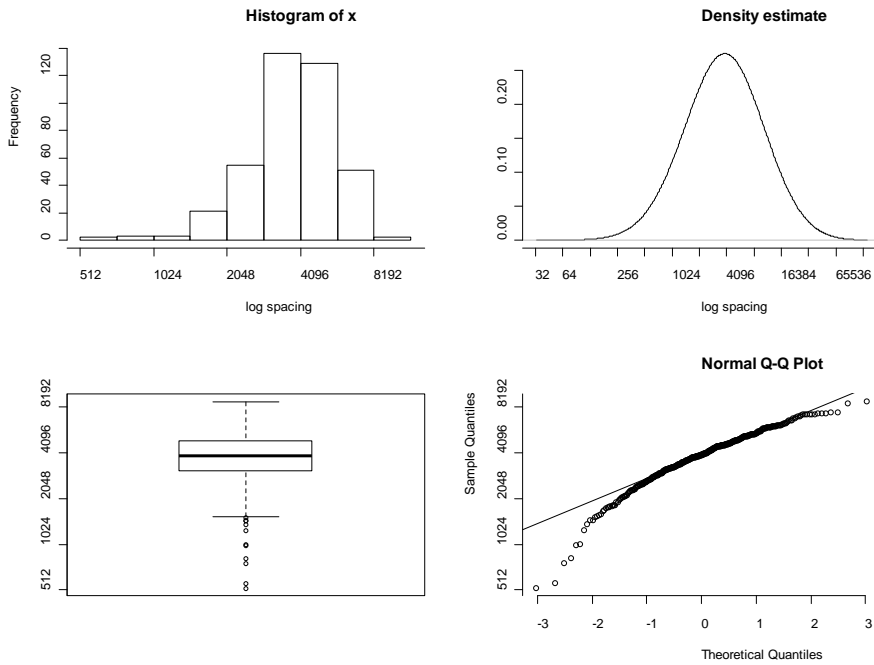 Histogram of x
Frequency
0 20 40 60 80 120
512 1024 2048 4096 8192
log spacing
Density estimate
0.00 0.10 0.20
32 64 256 1024 4096 16384 65536
log spacing
512 1024 2048 4096 8192
Normal Q-Q Plot
Sample Quantiles
512 1024 2048 4096 8192
-3 -2 -1 0 1 2 3
Theoretical Quantiles